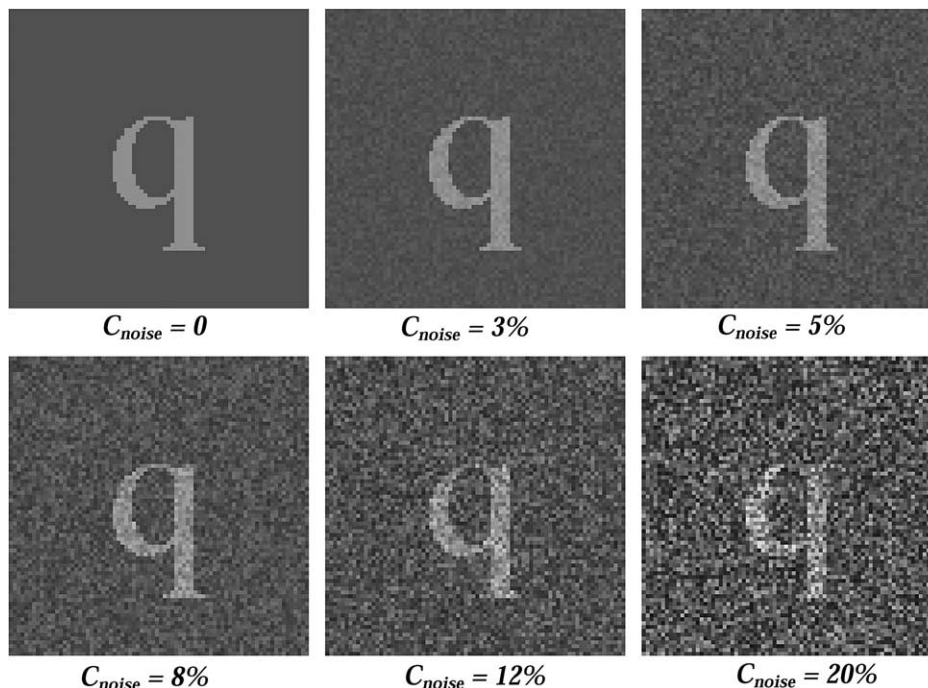 q q q
C_noise = 0 C_noise = 3% C_noise = 5%
q q q
C_noise = 8% C_noise = 12% C_noise = 20%